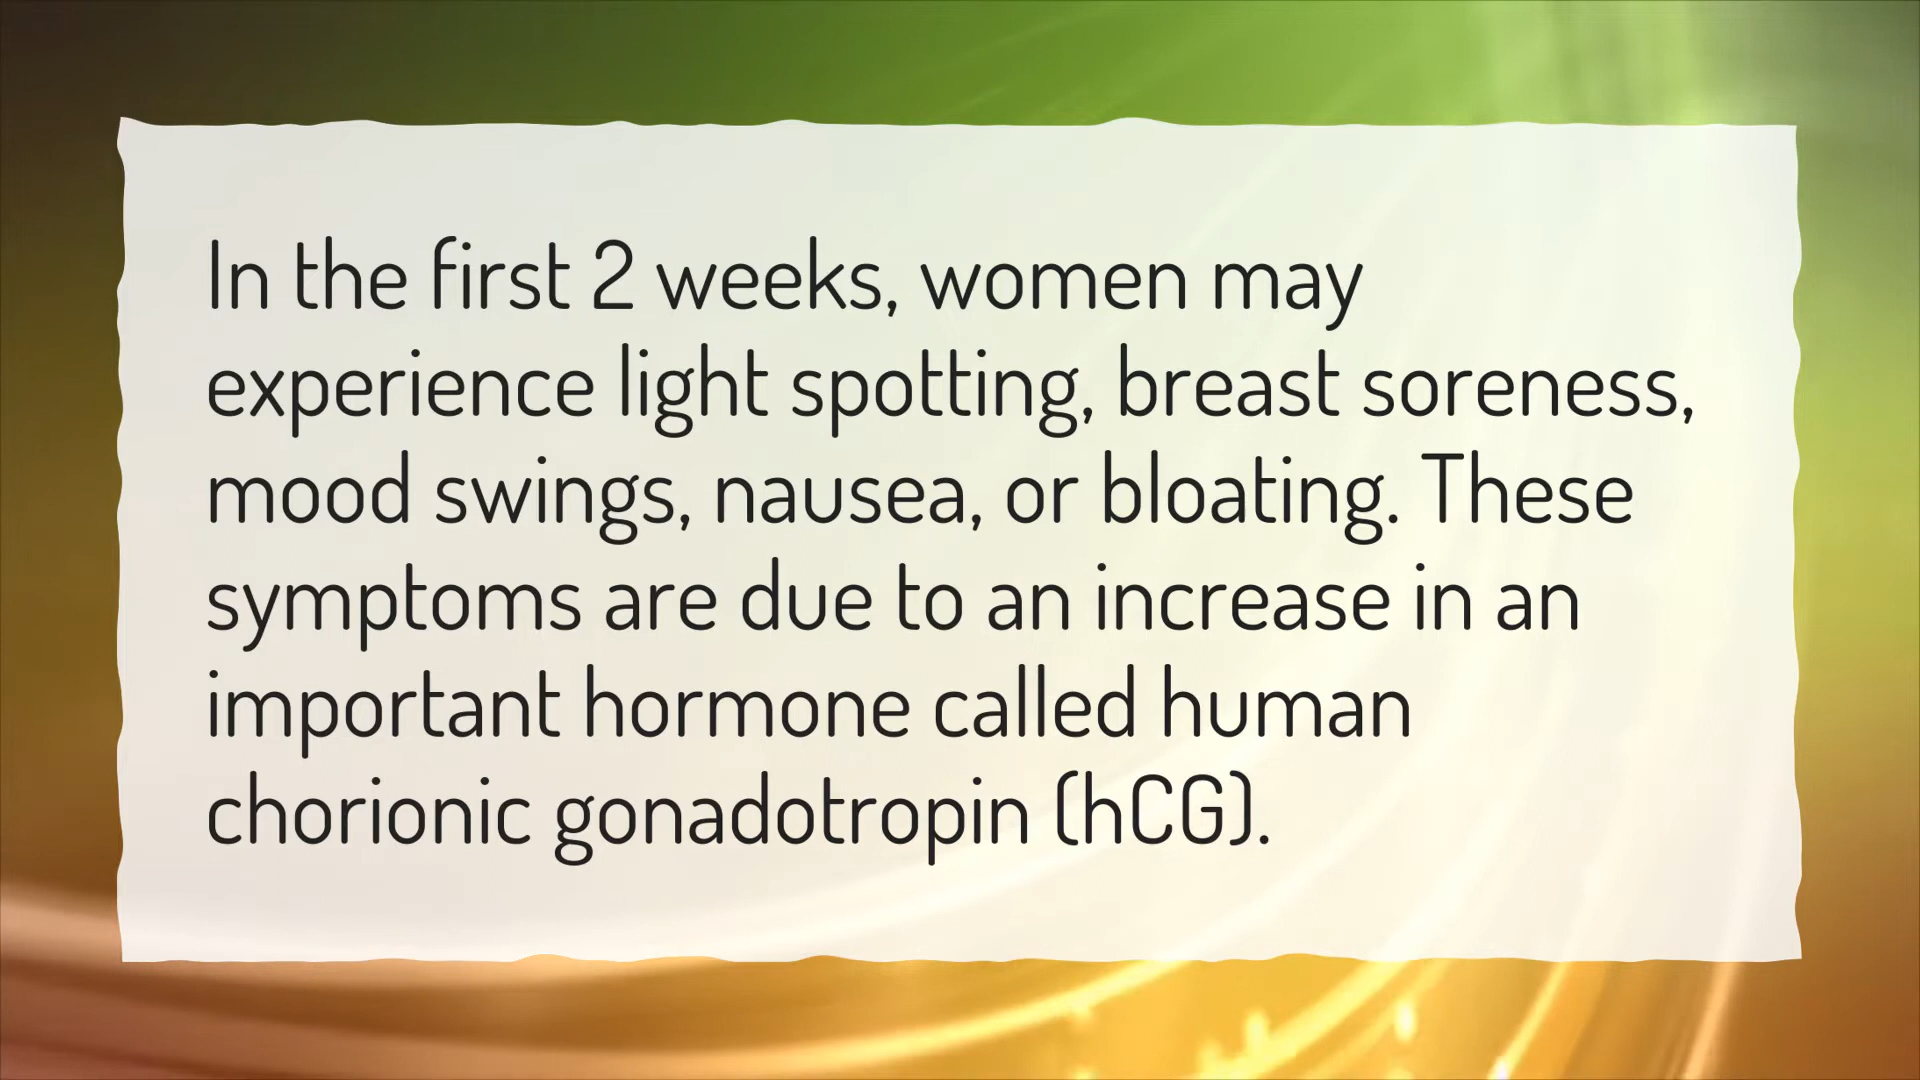 In the first 2 weeks, women may
experience light spotting, breast soreness,
mood swings, nausea, or bloating. These
symptoms are due to an increase in an
important hormone called human
chorionic gonadotropin (hCG).